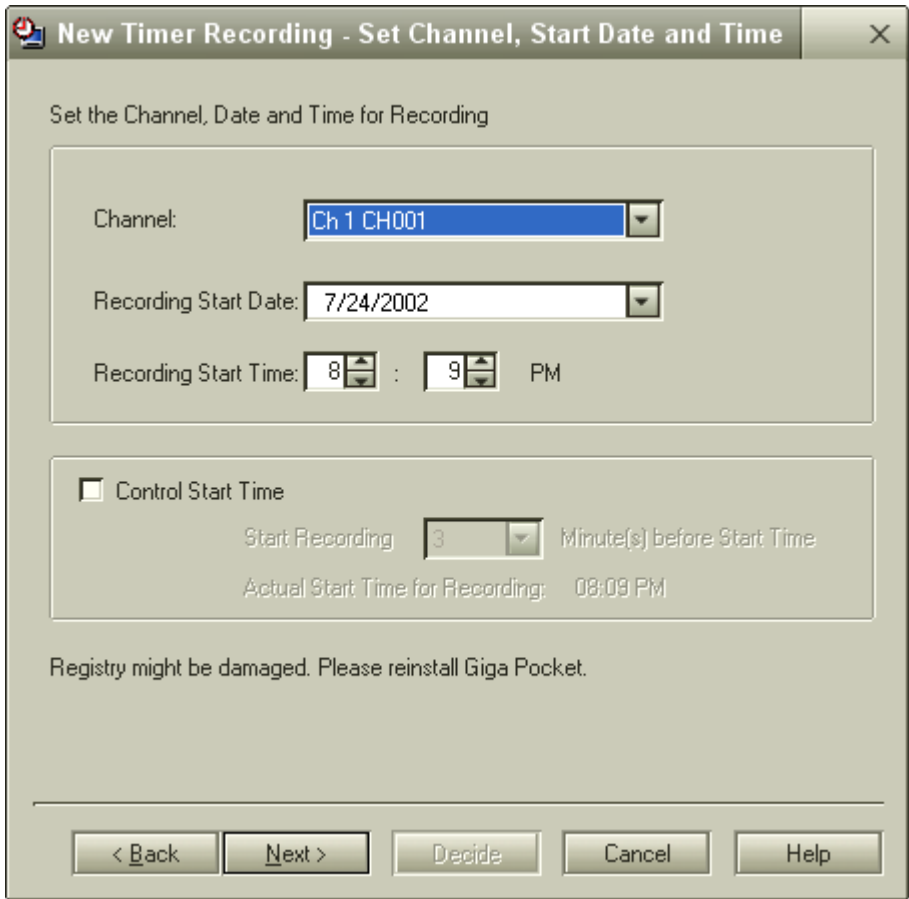 New Timer Recording - Set Channel, Start Date and Time
Set the Channel, Date and Time for Recording
Channel: Ch 1 CH001
Recording Start Date: 7/24/2002
Recording Start Time: 8 : 9 PM
Control Start Time
Start Recording 3 Minute(s) before Start Time
Actual Start Time for Recording: 08:09 PM
Registry might be damaged. Please reinstall Giga Pocket.
< Back Next > Decide Cancel Help